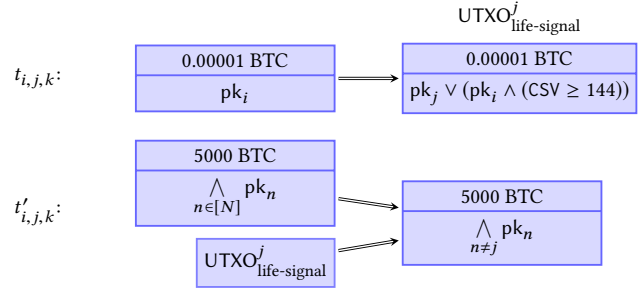 UTXO^j_life-signal
t_{i,j,k}: 0.00001 BTC 0.00001 BTC
pk_i pk_j ∨ (pk_i ∧ (CSV ≥ 144))
5000 BTC
t'_{i,j,k}: ⋀_{n∈[N]} pk_n 5000 BTC
⋀_{n≠j} pk_n
UTXO^j_life-signal